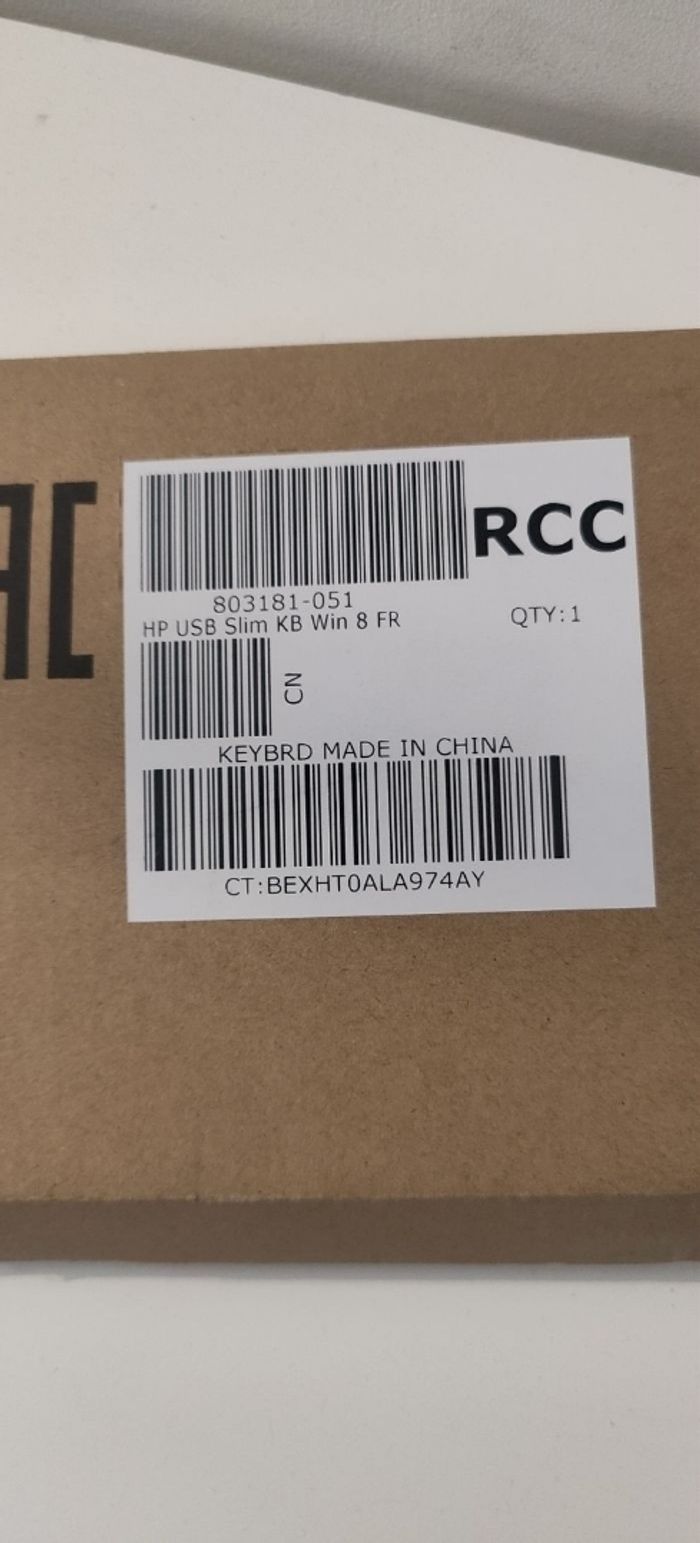 RCC
803181-051
HP USB Slim KB Win 8 FR
QTY:1
CN
KEYBRD MADE IN CHINA
CT:BEXHT0ALA974AY